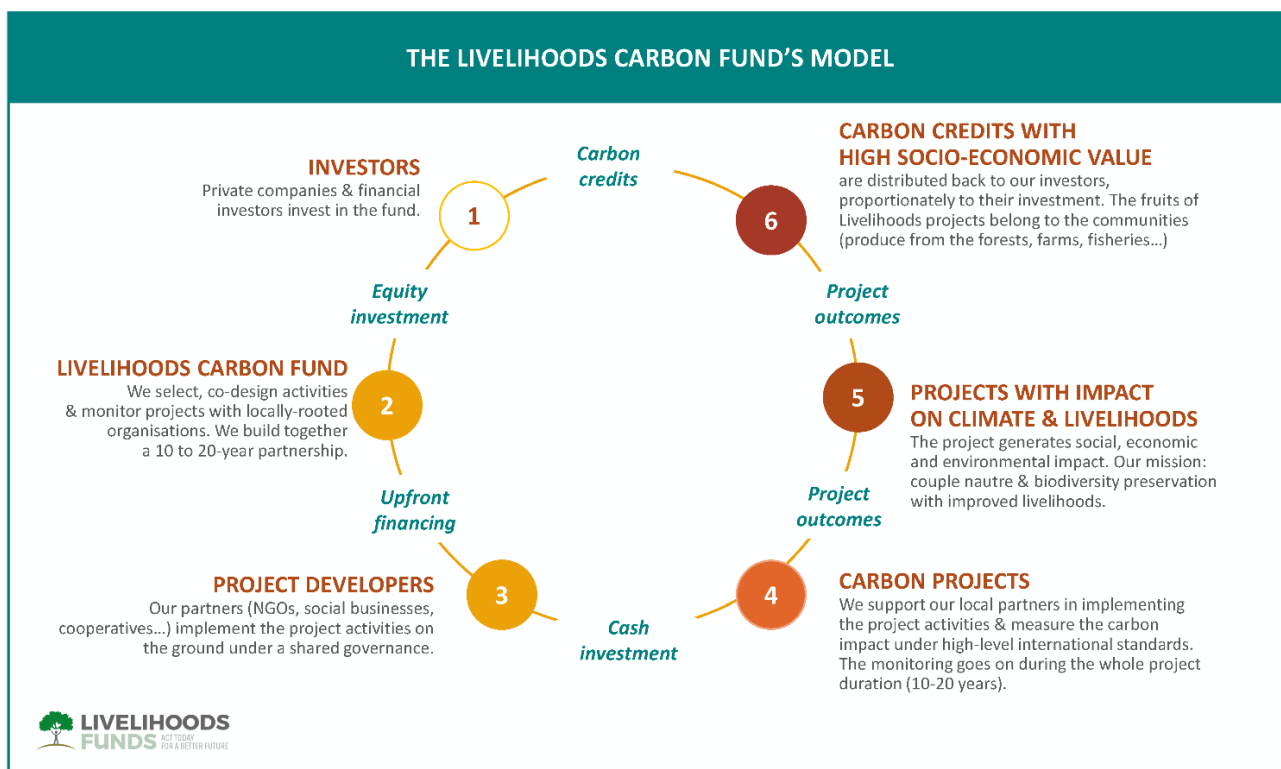 THE LIVELIHOODS CARBON FUND'S MODEL
INVESTORS
Private companies & financial
investors invest in the fund.
1
Equity
investment
LIVELIHOODS CARBON FUND
We select, co-design activities
& monitor projects with locally-rooted
organisations. We build together
a 10 to 20-year partnership.
2
Upfront
financing
PROJECT DEVELOPERS
Our partners (NGOs, social businesses,
cooperatives...) implement the project activities on
the ground under a shared governance.
3
Cash
investment
CARBON PROJECTS
We support our local partners in implementing
the project activities & measure the carbon
impact under high-level international standards.
The monitoring goes on during the whole project
duration (10-20 years).
4
Project
outcomes
PROJECTS WITH IMPACT
ON CLIMATE & LIVELIHOODS
The project generates social, economic
and environmental impact. Our mission:
couple nautre & biodiversity preservation
with improved livelihoods.
5
Project
outcomes
CARBON CREDITS WITH
HIGH SOCIO-ECONOMIC VALUE
are distributed back to our investors,
proportionately to their investment. The fruits of
Livelihoods projects belong to the communities
(produce from the forests, farms, fisheries...)
6
Carbon
credits
LIVELIHOODS
FUNDS
ACT TODAY
FOR A BETTER FUTURE